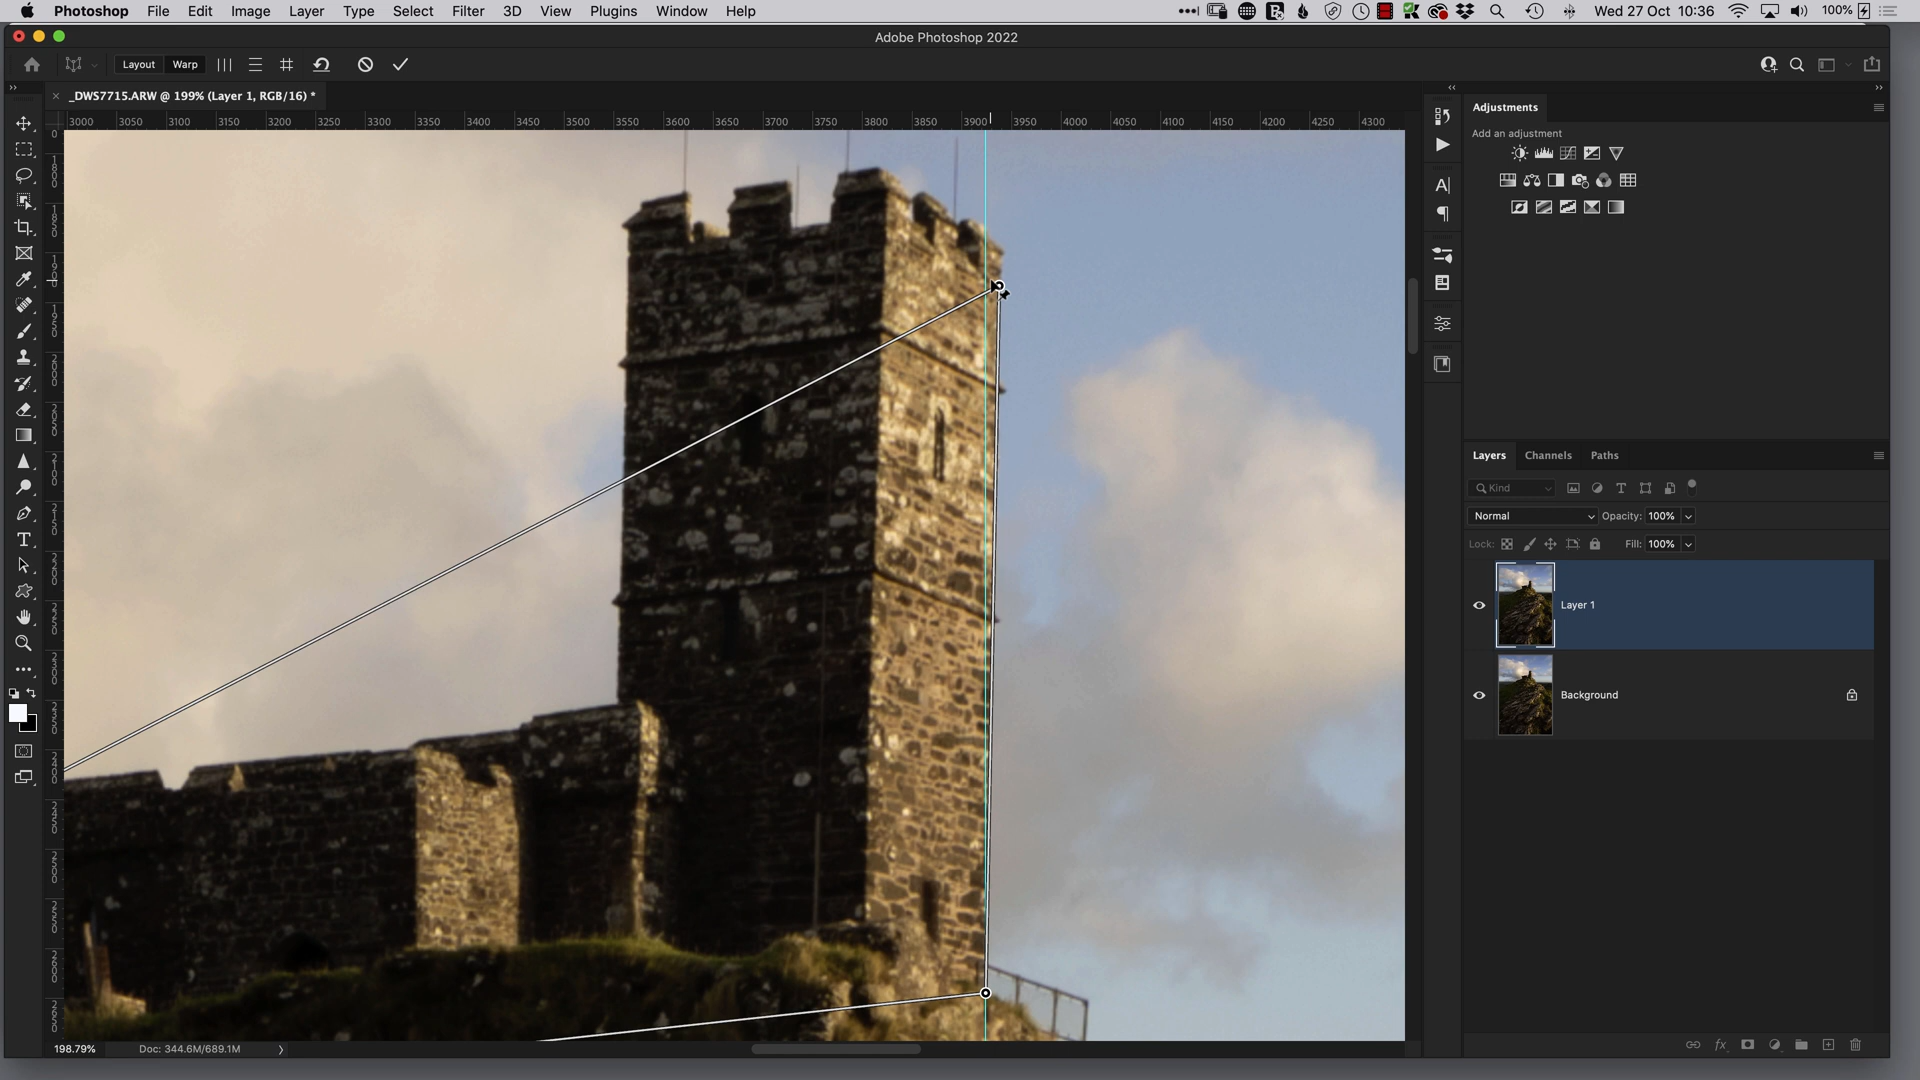 Photoshop File Edit Image Layer Type Select Filter 3D View Plugins Window Help
Wed 27 Oct 10:36 100%
Adobe Photoshop 2022
Layout Warp
_DWS7715.ARW @ 199% (Layer 1, RGB/16) *
3000 3050 3100 3150 3200 3250 3300 3350 3400 3450 3500 3550 3600 3650 3700 3750 3800 3850 3900 3950 4000 4050 4100 4150 4200 4250 4300
Adjustments
Add an adjustment
Layers Channels Paths
Kind
Normal Opacity: 100%
Lock: Fill: 100%
Layer 1
Background
198.79% Doc: 344.6M/689.1M